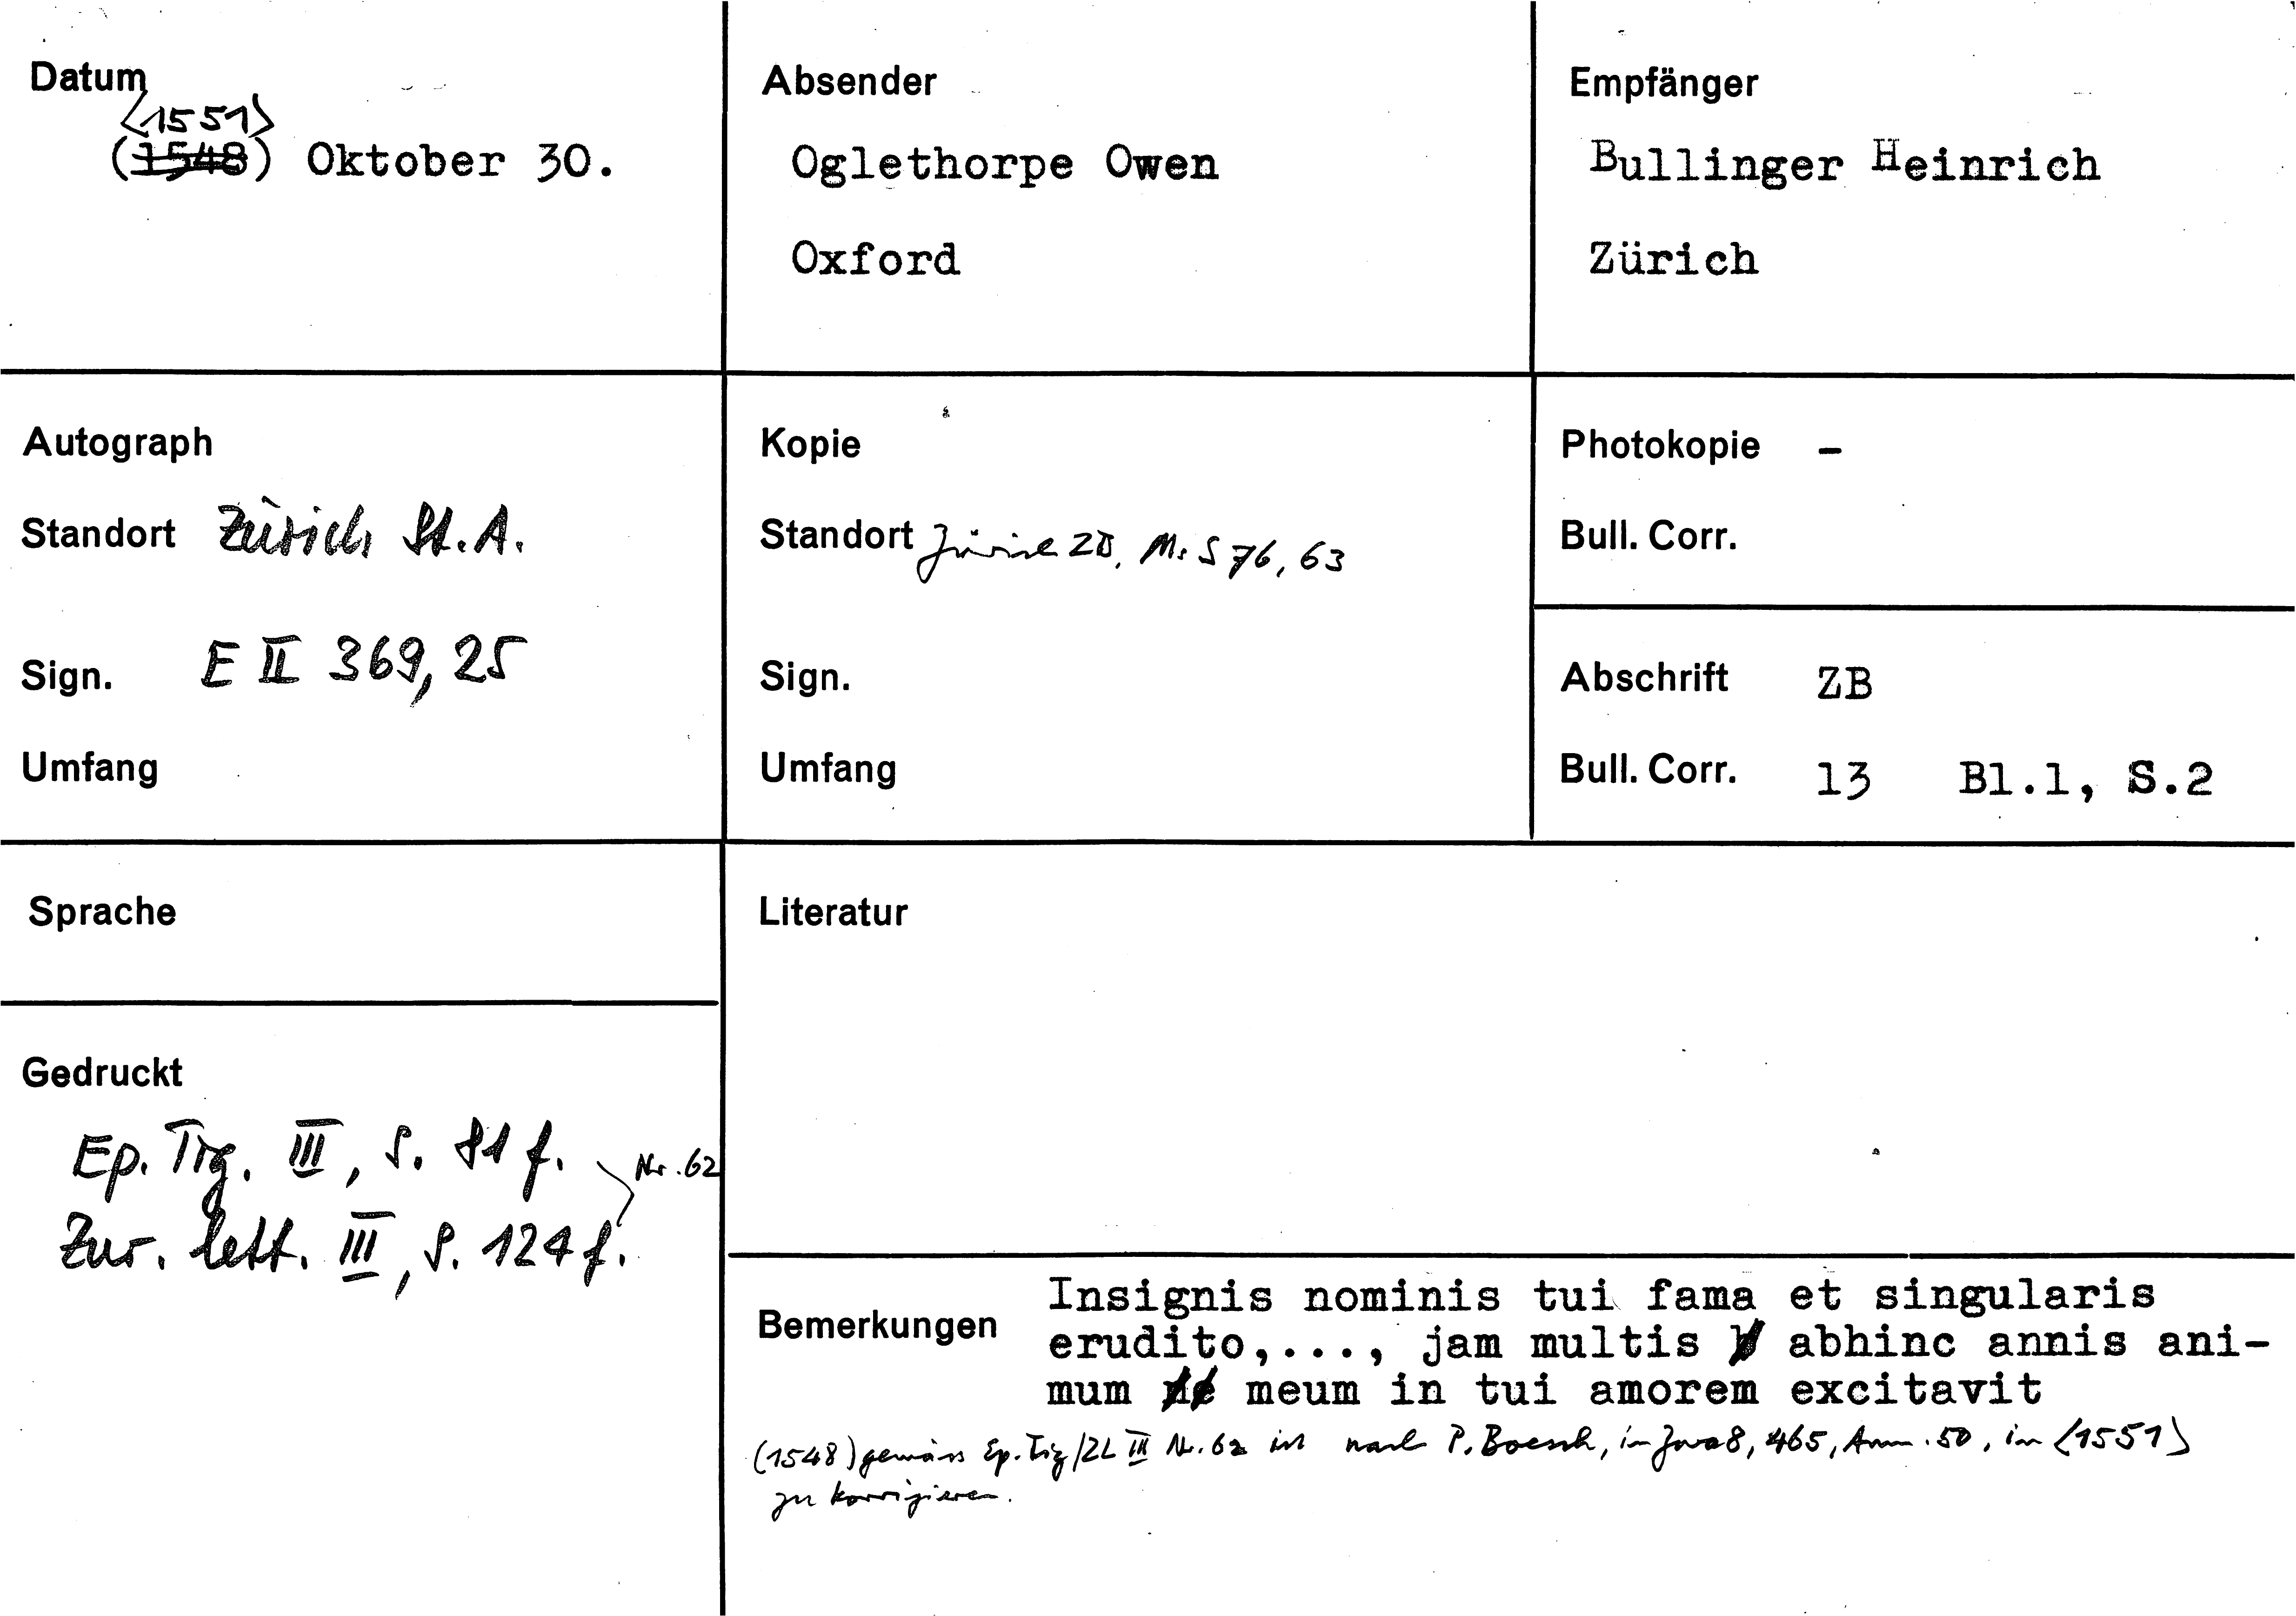 Datum
<1551>
(1548) Oktober 30.
Absender
Oglethorpe Owen
Oxford
Empfänger
Bullinger Heinrich
Zürich
Autograph
Standort Zürich St.A.
Sign. E II 369, 25
Umfang
Kopie
Standort Zürich ZB, Ms S 76, 63
Sign.
Umfang
Photokopie -
Bull. Corr.
Abschrift ZB
Bull. Corr. 13 Bl.1, S.2
Sprache
Gedruckt
Ep. Tig. III, S. 81 f.
Nr. 62
Zur. lett. III, S. 124 f.
Literatur
Bemerkungen
Insignis nominis tui fama et singularis
erudito,..., jam multis abhinc annis ani-
mum meum in tui amorem excitavit
(1548) gemäss Ep. Tig/ZL III Nr. 62 ist nach P. Boesch, in Zwa 8, 465, Anm. 50, in <1551>
zu korrigieren.